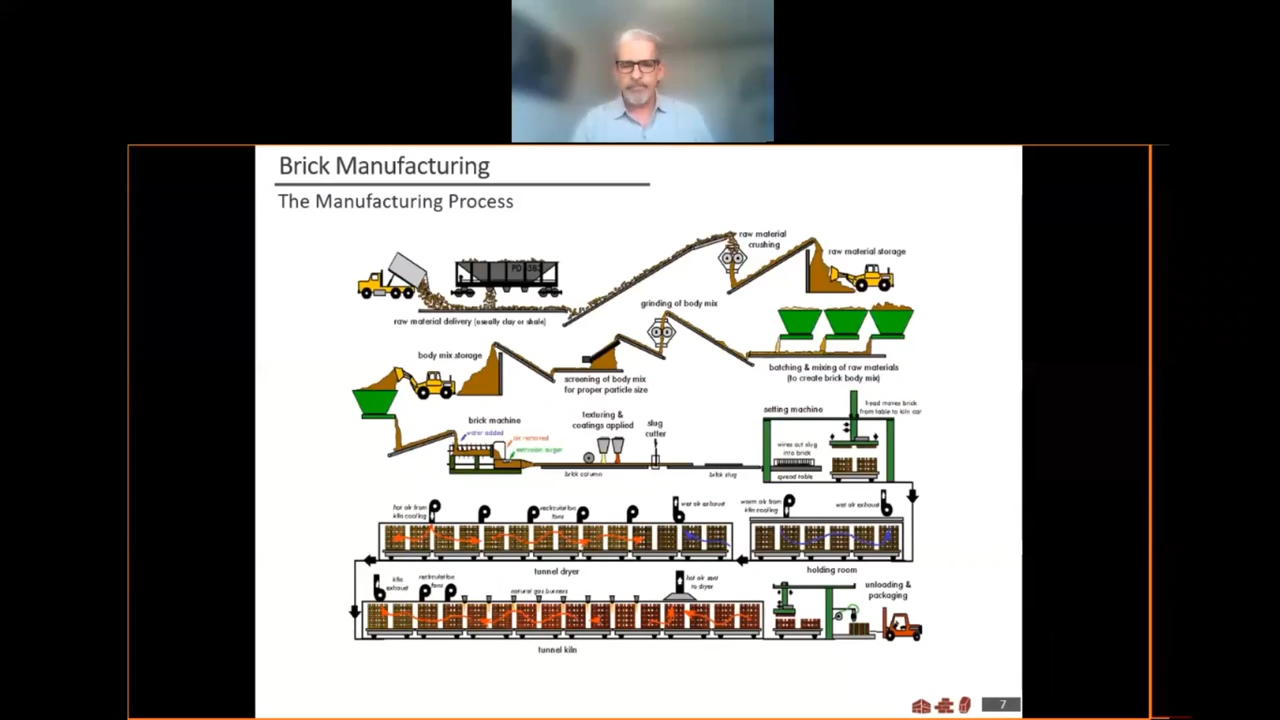 Brick Manufacturing
The Manufacturing Process
raw material
crushing
raw material storage
raw material delivery (usually clay or shale)
grinding of body mix
batching & mixing of raw materials
(to create brick body mix)
body mix storage
screening of body mix
for proper particle size
brick machine
water added
air removed
extrusion auger
texturing &
coatings applied
slug
cutter
brick column
brick slug
setting machine
head moves brick
from table to kiln car
wires cut slug
into brick
spread table
hot air from
kiln cooling
recirculation
fans
wet air exhaust
warm air from
kiln cooling
wet air exhaust
tunnel dryer
holding room
kiln
exhaust
recirculation
fans
natural gas burners
hot air sent
to dryer
unloading &
packaging
tunnel kiln
7